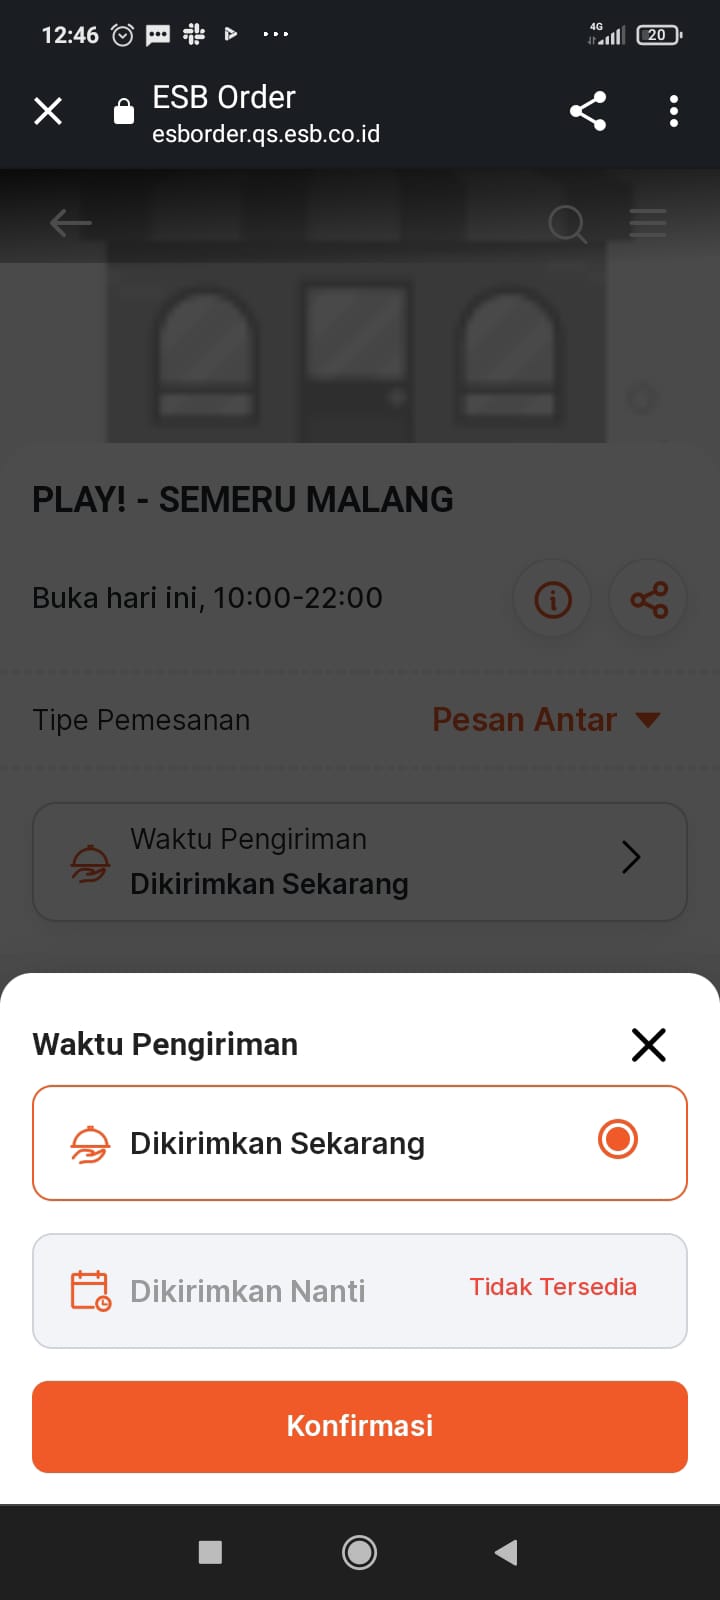 12:46
4G
20
ESB Order
esborder.qs.esb.co.id
PLAY! - SEMERU MALANG
Buka hari ini, 10:00-22:00
Tipe Pemesanan
Pesan Antar
Waktu Pengiriman
Dikirimkan Sekarang
Waktu Pengiriman
Dikirimkan Sekarang
Dikirimkan Nanti
Tidak Tersedia
Konfirmasi